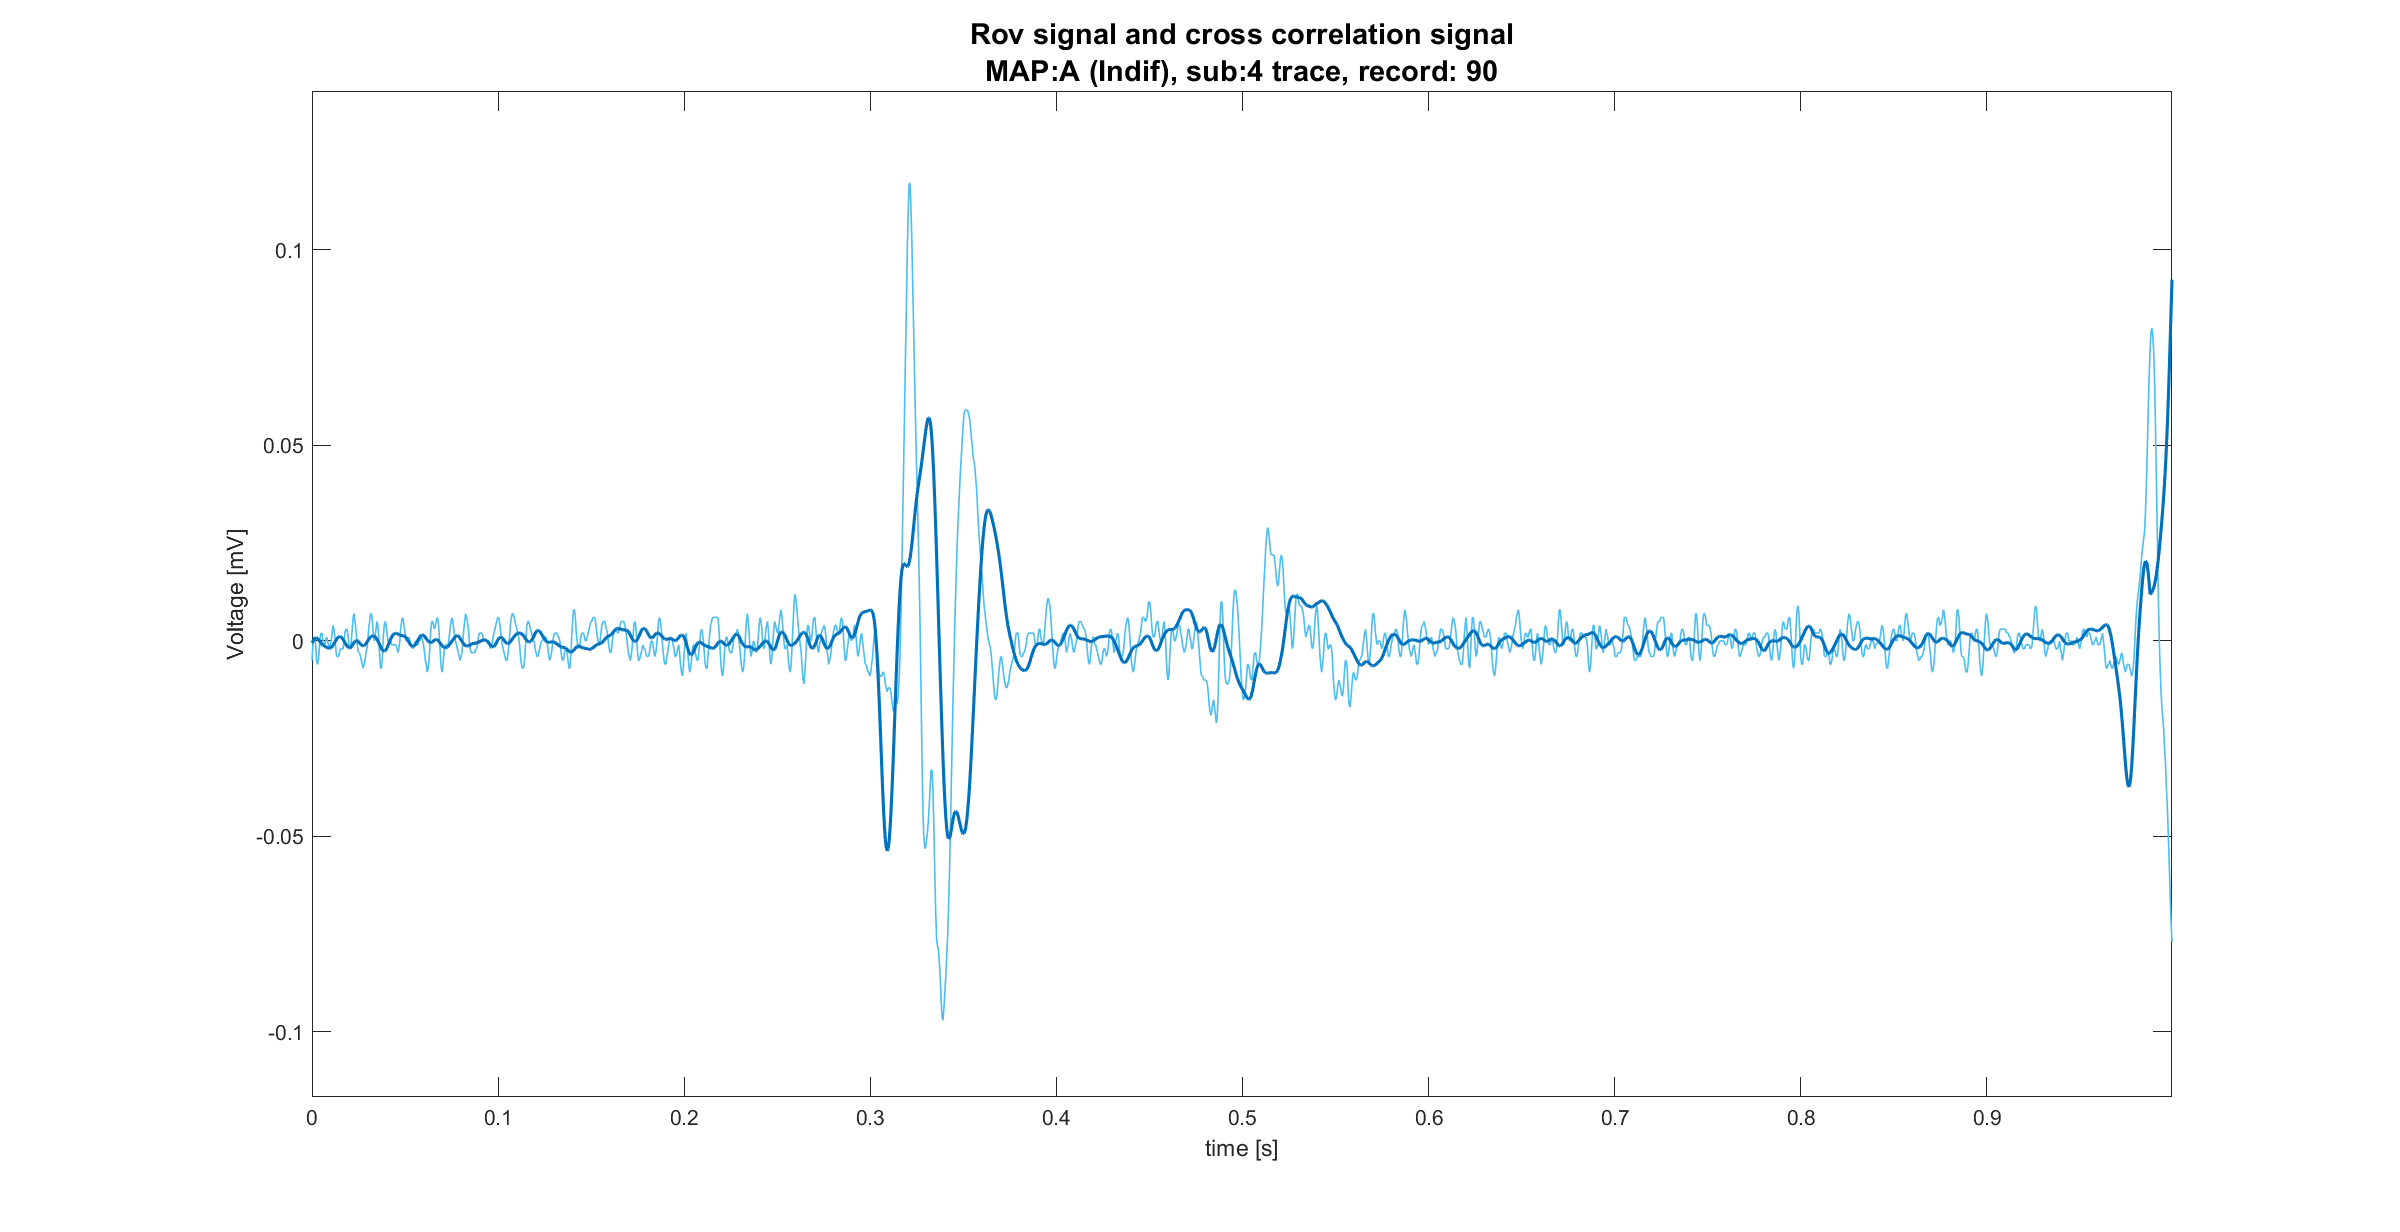 Rov signal and cross correlation signal
MAP:A (Indif), sub:4 trace, record: 90
Voltage [mV]
0.1
0.05
0
-0.05
-0.1
0 0.1 0.2 0.3 0.4 0.5 0.6 0.7 0.8 0.9
time [s]